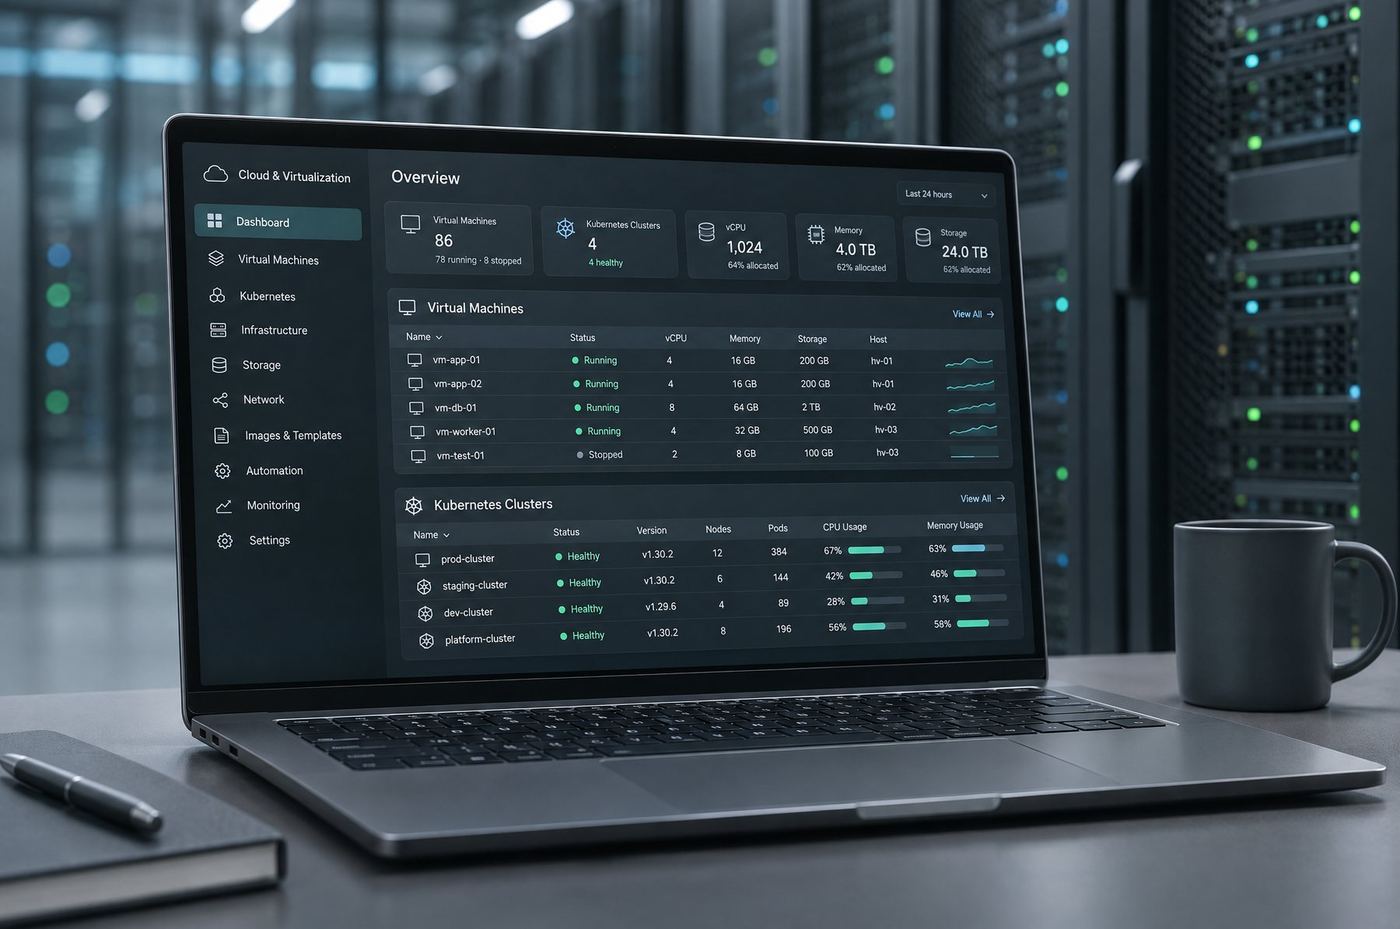 Cloud & Virtualization
Dashboard
Virtual Machines
Kubernetes
Infrastructure
Storage
Network
Images & Templates
Automation
Monitoring
Settings
Overview
Last 24 hours
Virtual Machines
86
78 running · 8 stopped
Kubernetes Clusters
4
4 healthy
vCPU
1,024
64% allocated
Memory
4.0 TB
62% allocated
Storage
24.0 TB
62% allocated
Virtual Machines
View All →
Name Status vCPU Memory Storage Host
vm-app-01 Running 4 16 GB 200 GB hv-01
vm-app-02 Running 4 16 GB 200 GB hv-01
vm-db-01 Running 8 64 GB 2 TB hv-02
vm-worker-01 Running 4 32 GB 500 GB hv-03
vm-test-01 Stopped 2 8 GB 100 GB hv-03
Kubernetes Clusters
View All →
Name Status Version Nodes Pods CPU Usage Memory Usage
prod-cluster Healthy v1.30.2 12 384 67% 63%
staging-cluster Healthy v1.30.2 6 144 42% 46%
dev-cluster Healthy v1.29.6 4 89 28% 31%
platform-cluster Healthy v1.30.2 8 196 56% 58%